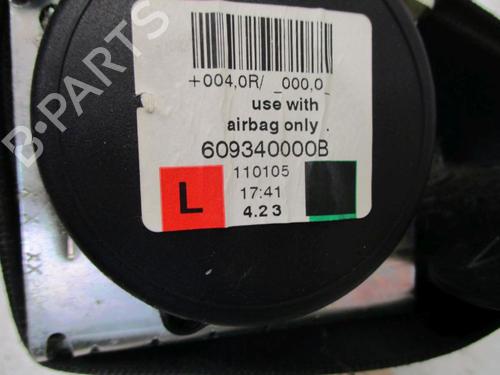 B-PARTS
+004,0R/ _000,0_
use with
airbag only .
609340000B
110105
L
17:41
4.23